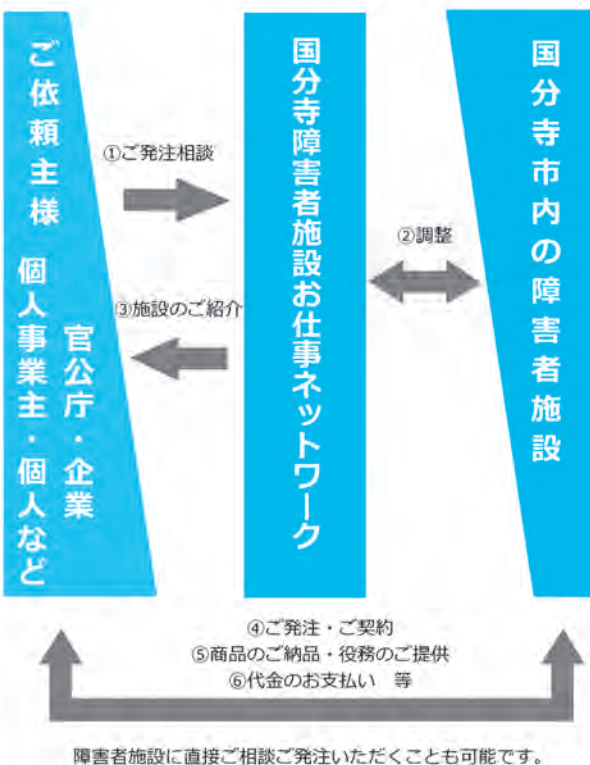 ご依頼主様
官公庁・企業
個人事業主・個人など
①ご発注相談
③施設のご紹介
国分寺障害者施設お仕事ネットワーク
②調整
国分寺市内の障害者施設
④ご発注・ご契約
⑤商品のご納品・役務のご提供
⑥代金のお支払い　等
障害者施設に直接ご相談ご発注いただくことも可能です。